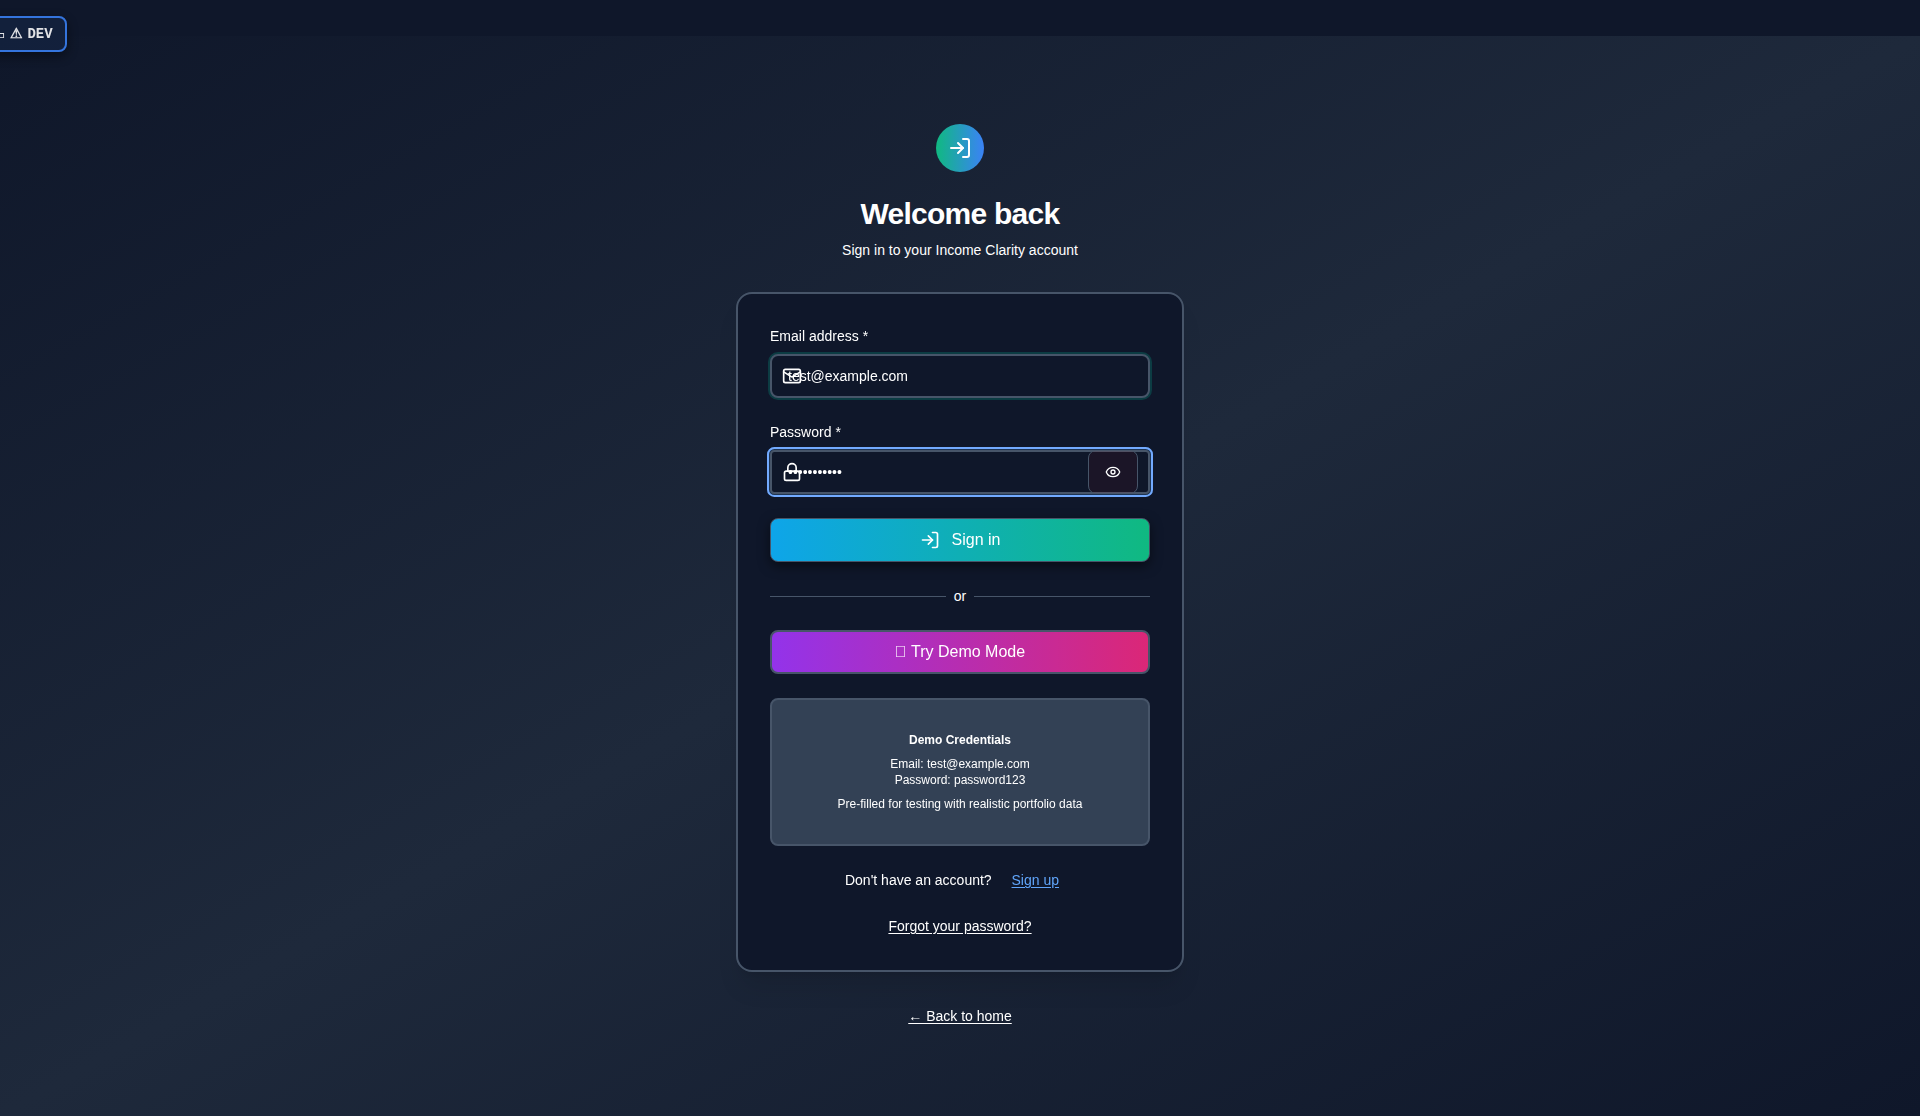 ⚠ DEV
Welcome back
Sign in to your Income Clarity account
Email address *
test@example.com
Password *
•••••••••••
Sign in
or
Try Demo Mode
Demo Credentials
Email: test@example.com
Password: password123
Pre-filled for testing with realistic portfolio data
Don't have an account? Sign up
Forgot your password?
← Back to home